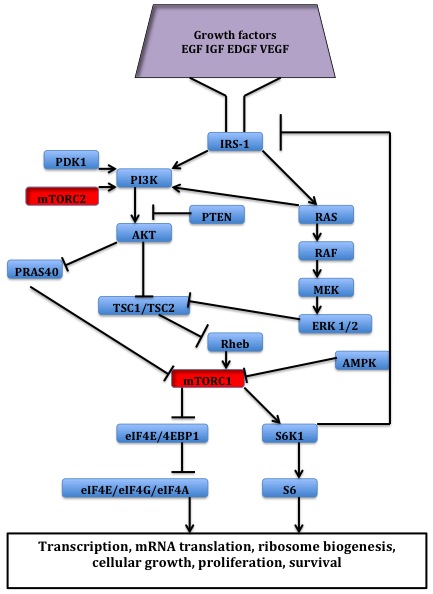 Growth factors
EGF IGF EDGF VEGF
IRS-1
PDK1
PI3K
mTORC2
PTEN
RAS
AKT
RAF
PRAS40
MEK
TSC1/TSC2
ERK 1/2
Rheb
AMPK
mTORC1
eIF4E/4EBP1
S6K1
eIF4E/eIF4G/eIF4A
S6
Transcription, mRNA translation, ribosome biogenesis,
cellular growth, proliferation, survival